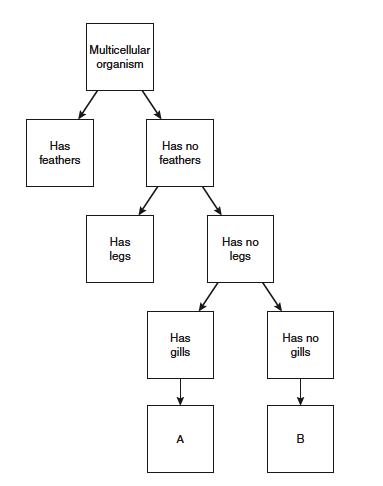 Multicellular
organism
Has
feathers
Has no
feathers
Has
legs
Has no
legs
Has
gills
Has no
gills
A
B